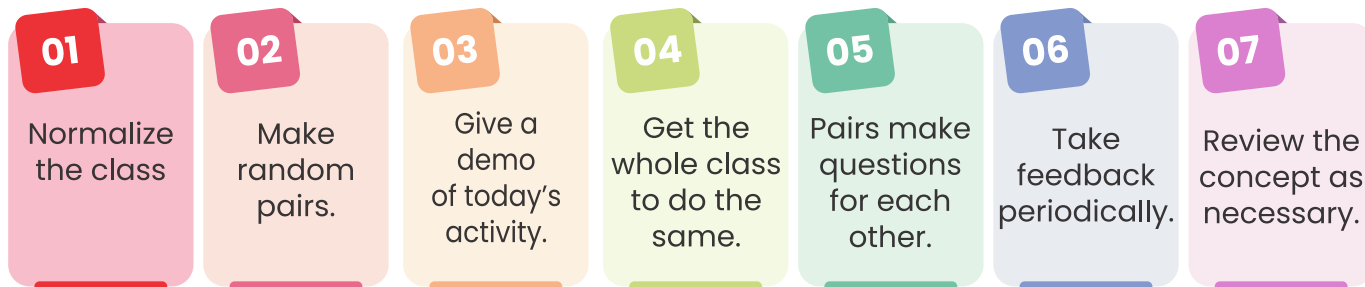 01
Normalize
the class
02
Make
random
pairs.
03
Give a
demo
of today's
activity.
04
Get the
whole class
to do the
same.
05
Pairs make
questions
for each
other.
06
Take
feedback
periodically.
07
Review the
concept as
necessary.